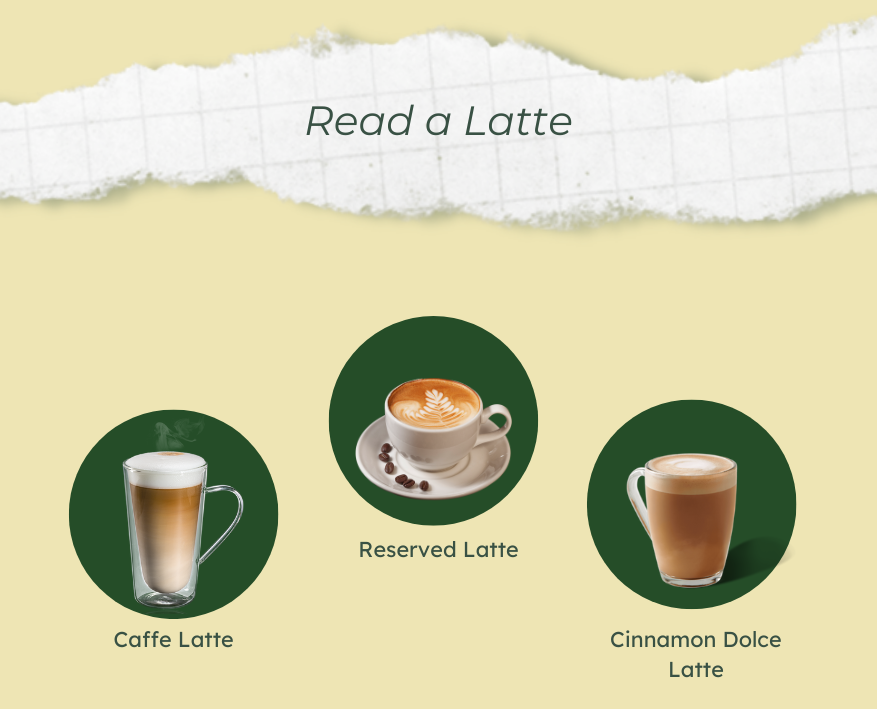 Read a Latte
Reserved Latte
Caffe Latte
Cinnamon Dolce
Latte